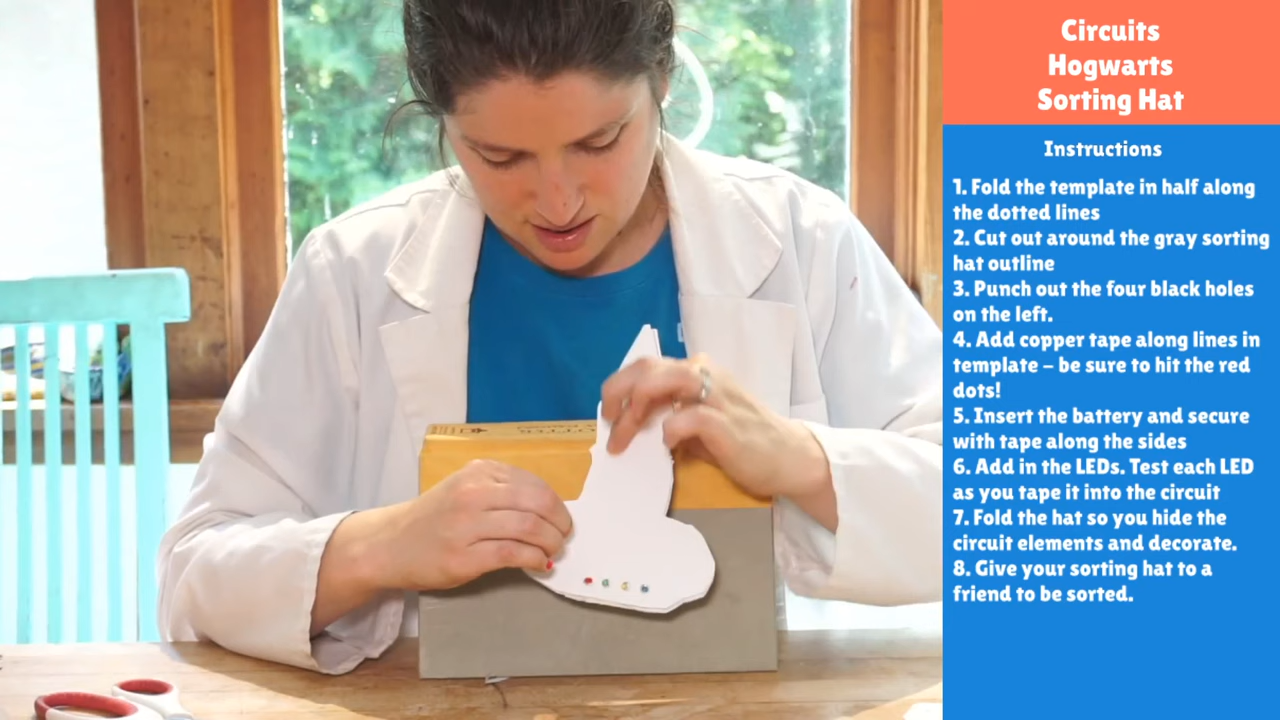 Circuits
Hogwarts
Sorting Hat
Instructions
1. Fold the template in half along
the dotted lines
2. Cut out around the gray sorting
hat outline
3. Punch out the four black holes
on the left.
4. Add copper tape along lines in
template – be sure to hit the red
dots!
5. Insert the battery and secure
with tape along the sides
6. Add in the LEDs. Test each LED
as you tape it into the circuit
7. Fold the hat so you hide the
circuit elements and decorate.
8. Give your sorting hat to a
friend to be sorted.